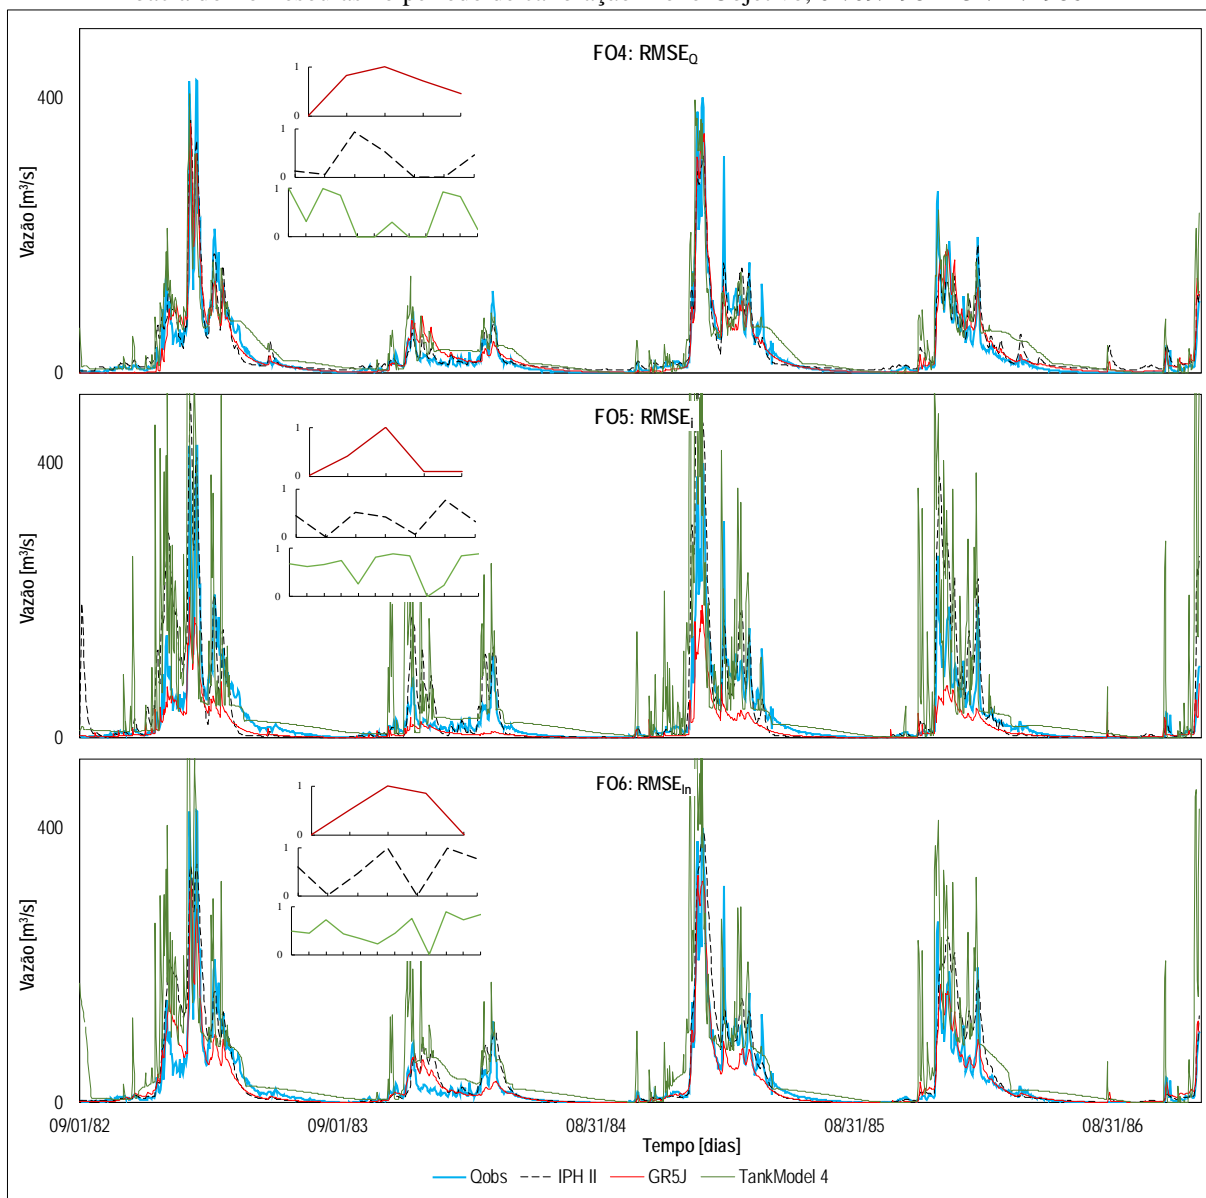 FO4: RMSEQ
400
Vazão [m³/s]
0
1
0
1
0
1
0
FO5: RMSEi
400
Vazão [m³/s]
0
1
0
1
0
1
0
FO6: RMSEln
400
Vazão [m³/s]
0
1
0
1
0
1
0
09/01/82 09/01/83 08/31/84 08/31/85 08/31/86
Tempo [dias]
Qobs IPH II GR5J TankModel 4